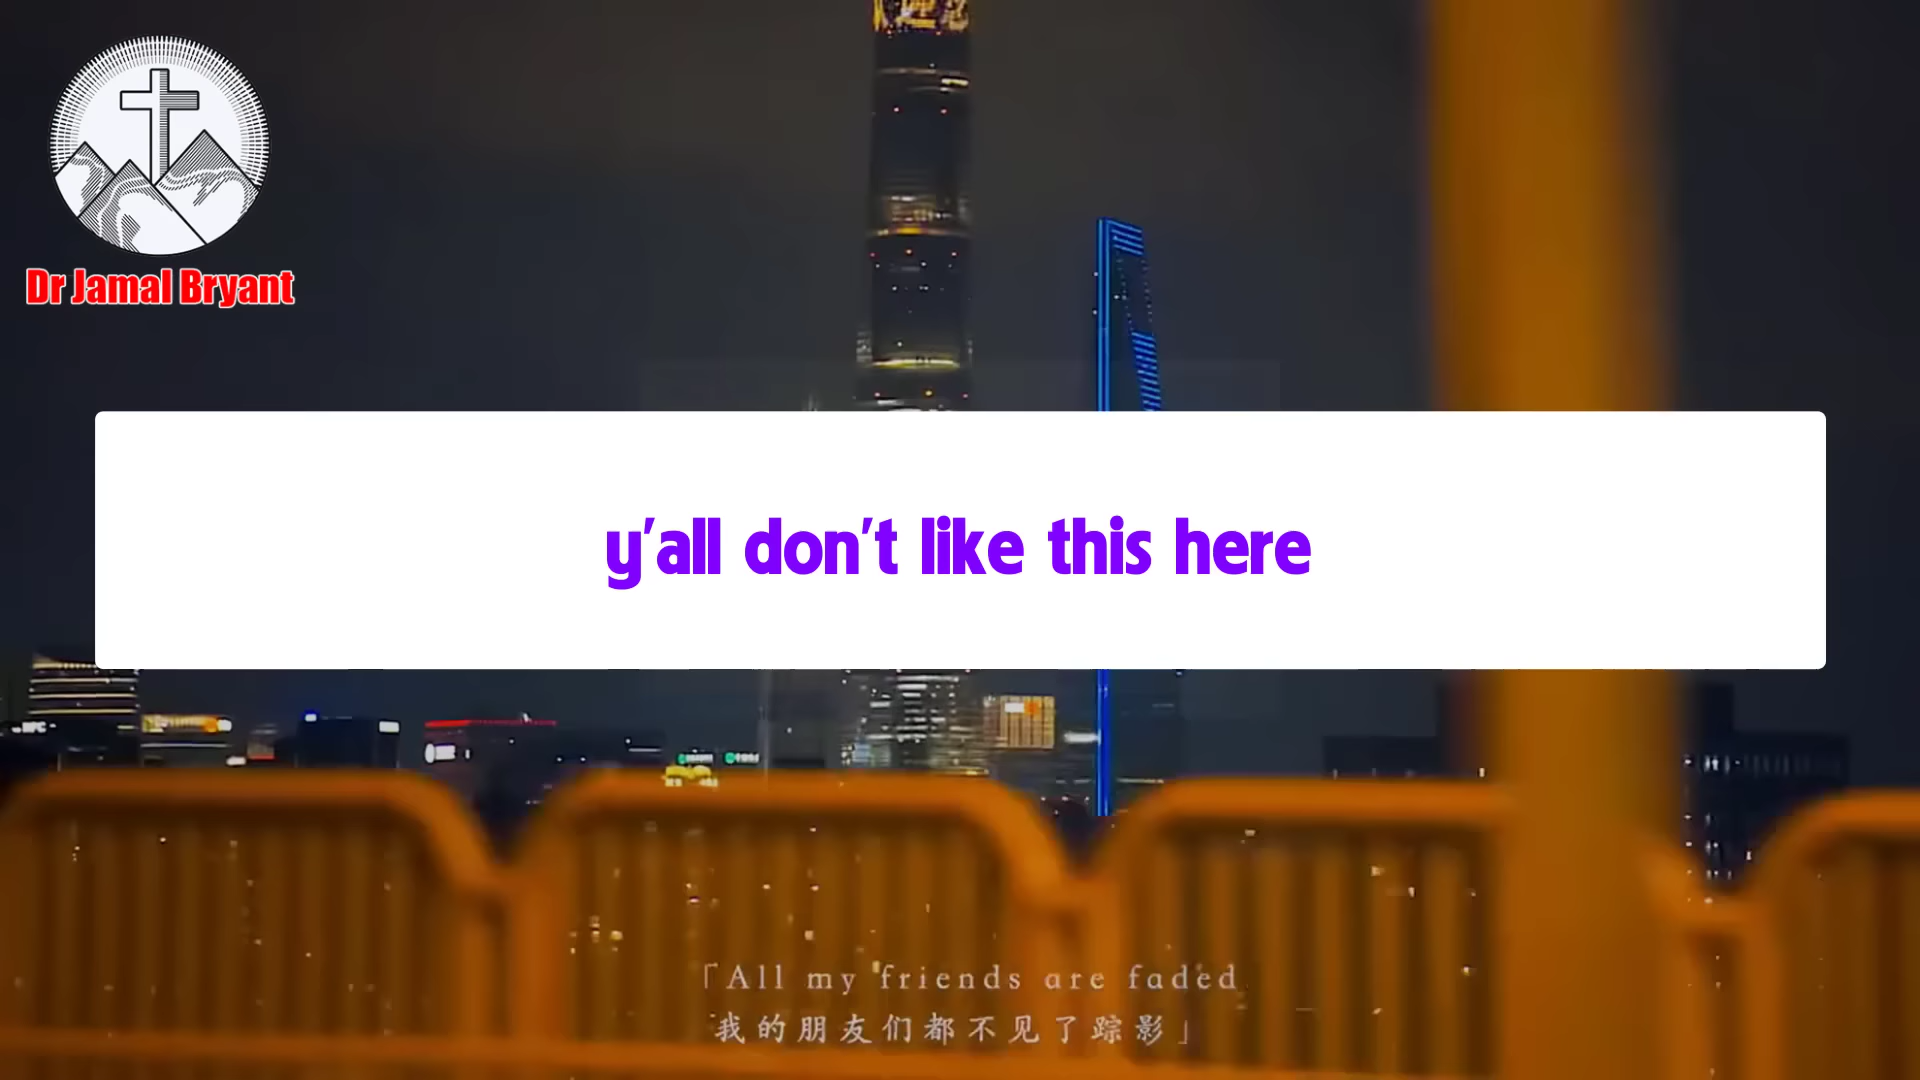 Dr Jamal Bryant
y'all don't like this here
「All my friends are faded
我的朋友们都不见了踪影」